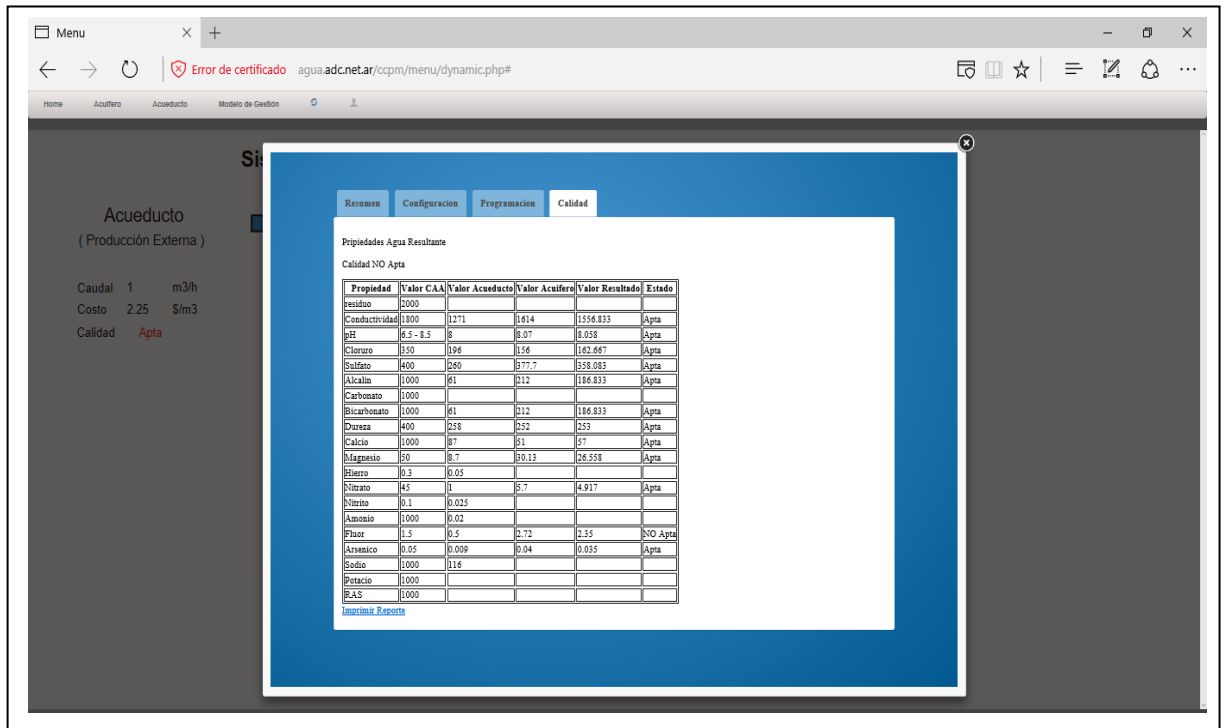 Menu
Error de certificado agua.adc.net.ar/ccpm/menu/dynamic.php#
Home Acuifero Acueducto Modelo de Gestión
Sis
Acueducto
( Producción Externa )
Caudal 1 m3/h
Costo 2.25 $/m3
Calidad Apta
Resumen Configuracion Programacion Calidad
Pripiedades Agua Resultante
Calidad NO Apta
Propiedad Valor CAA Valor Acueducto Valor Acuifero Valor Resultado Estado
residuo 2000
Conductividad 1800 1271 1614 1556.833 Apta
pH 6.5 - 8.5 8 8.07 8.058 Apta
Cloruro 350 196 156 162.667 Apta
Sulfato 400 260 377.7 358.083 Apta
Alcalin 1000 61 212 186.833 Apta
Carbonato 1000
Bicarbonato 1000 61 212 186.833 Apta
Dureza 400 258 252 253 Apta
Calcio 1000 87 51 57 Apta
Magnesio 50 8.7 30.13 26.558 Apta
Hierro 0.3 0.05
Nitrato 45 1 5.7 4.917 Apta
Nitrito 0.1 0.025
Amonio 1000 0.02
Fluor 1.5 0.5 2.72 2.35 NO Apta
Arsenico 0.05 0.009 0.04 0.035 Apta
Sodio 1000 116
Potacio 1000
RAS 1000
Imprimir Reporte